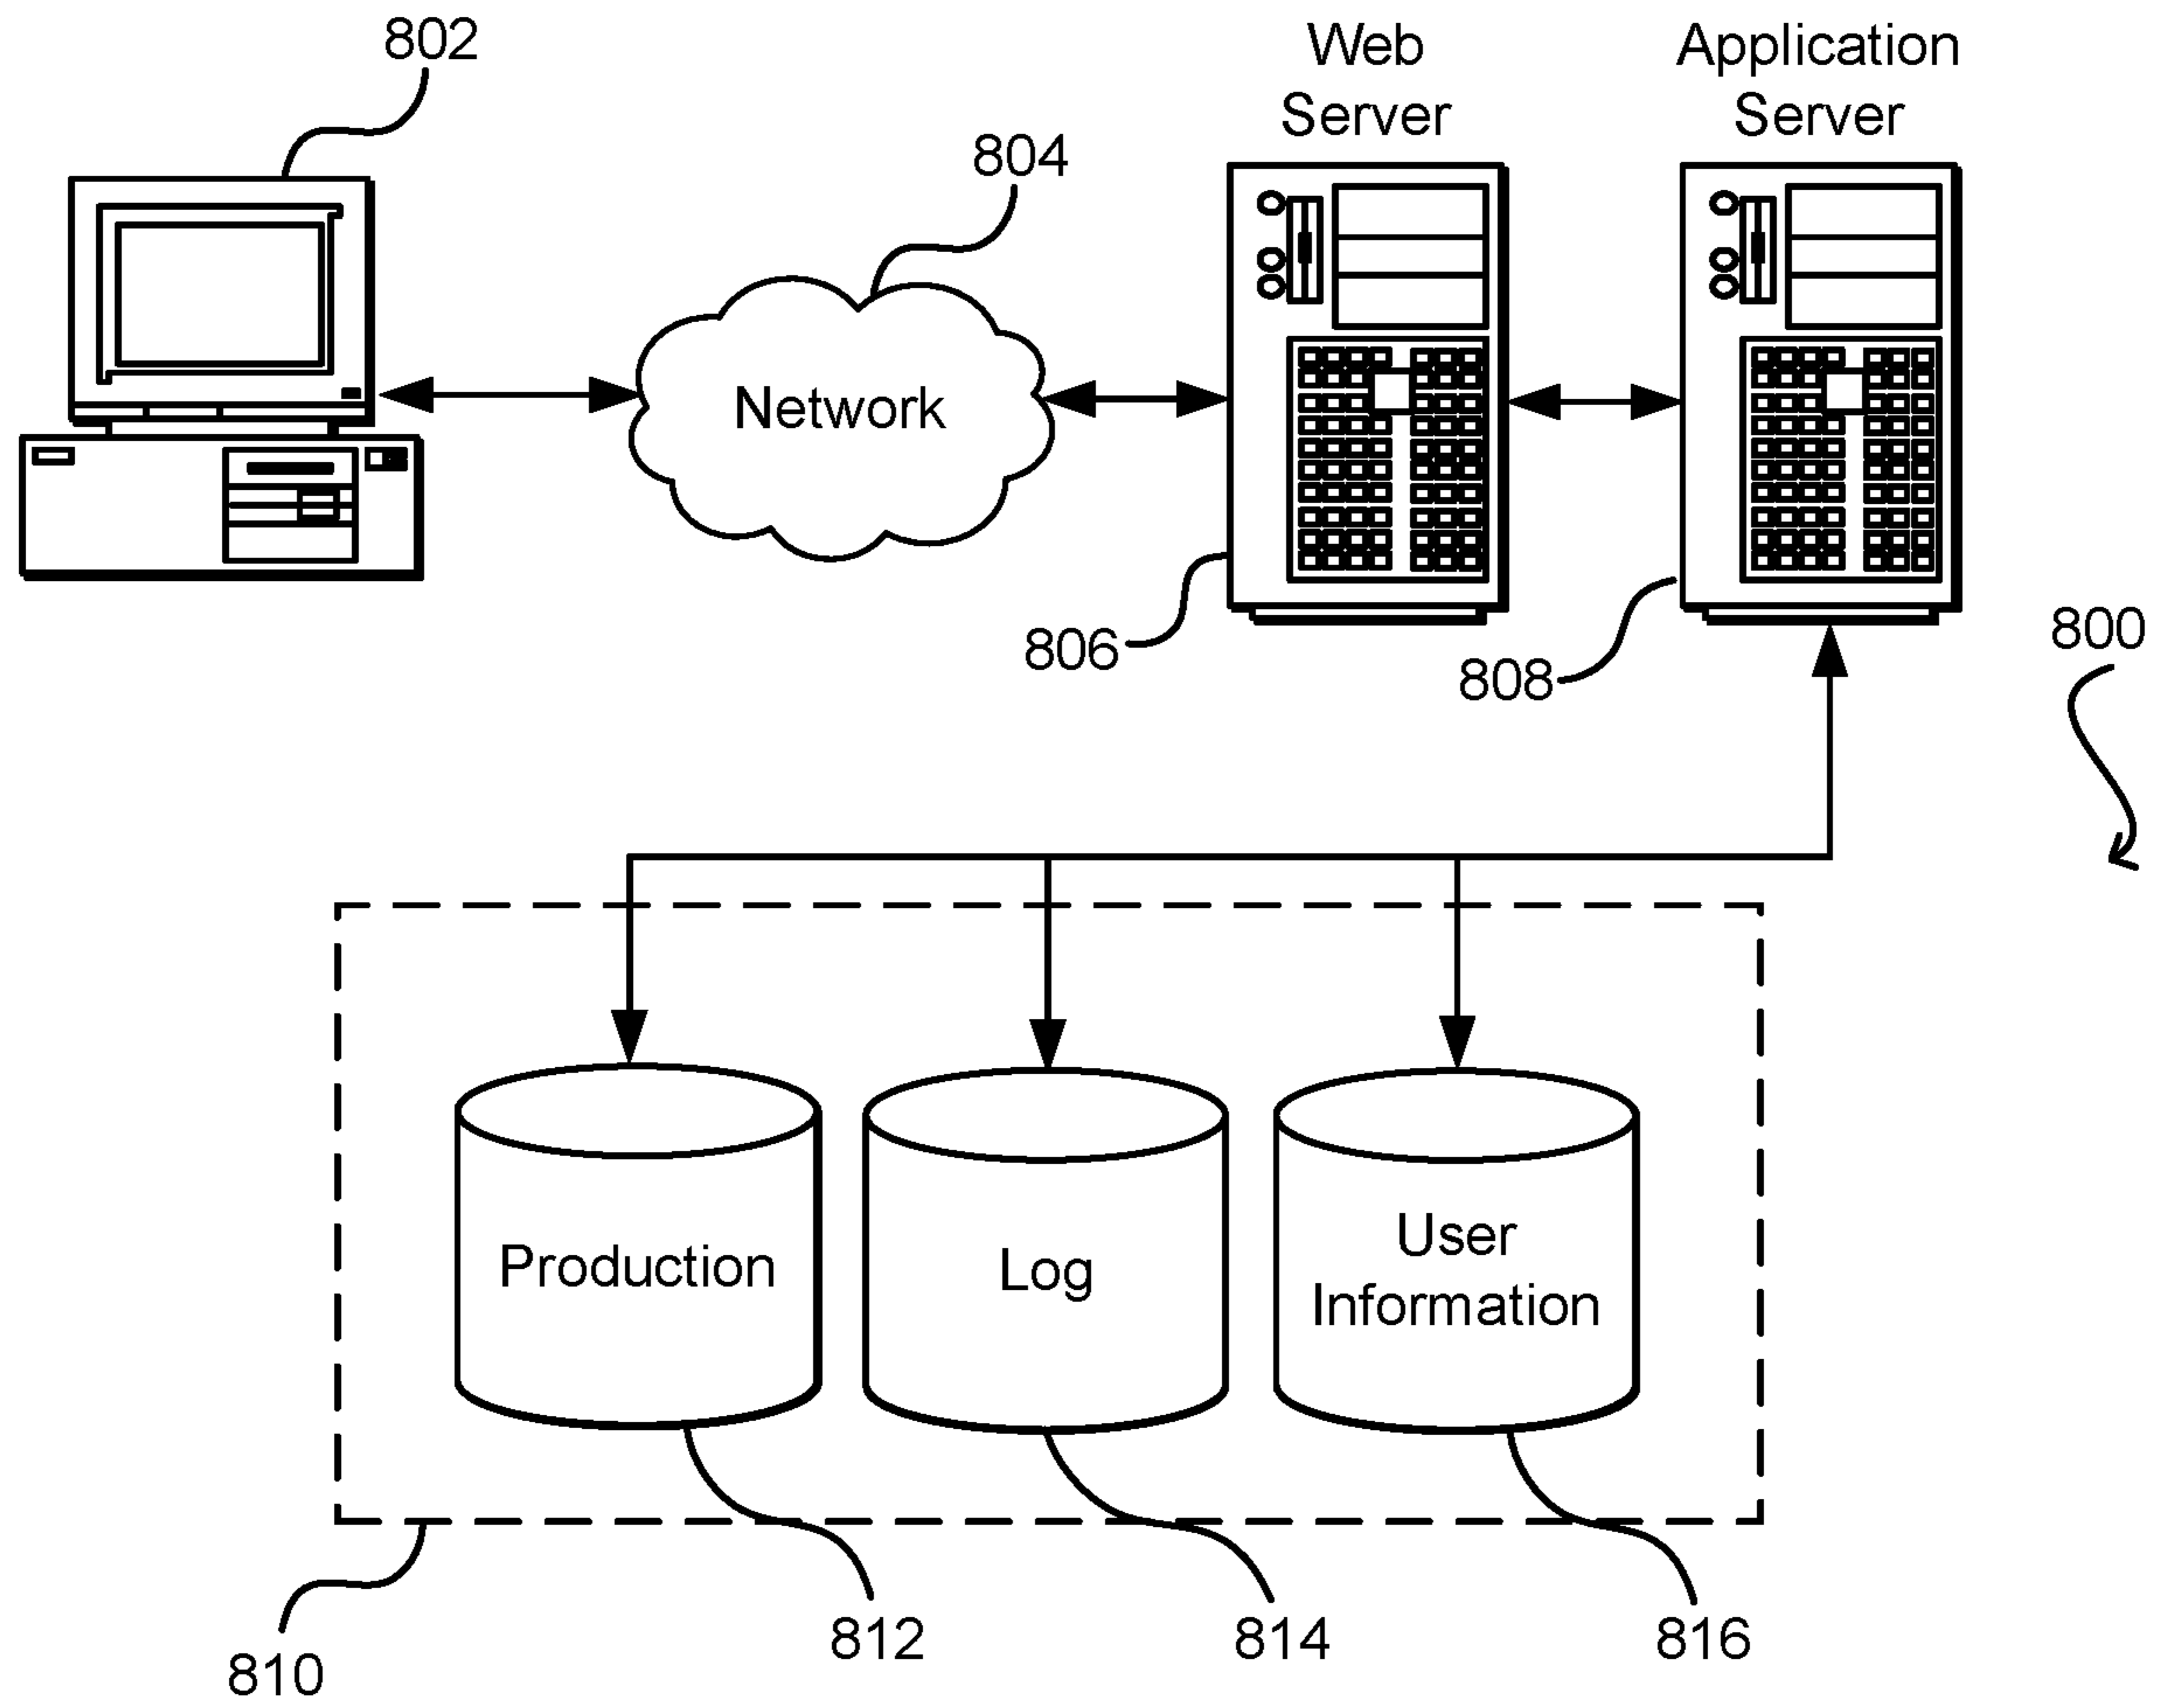 802
Web
Server
Application
Server
804
Network
806
808
800
Production
Log
User
Information
810
812
814
816